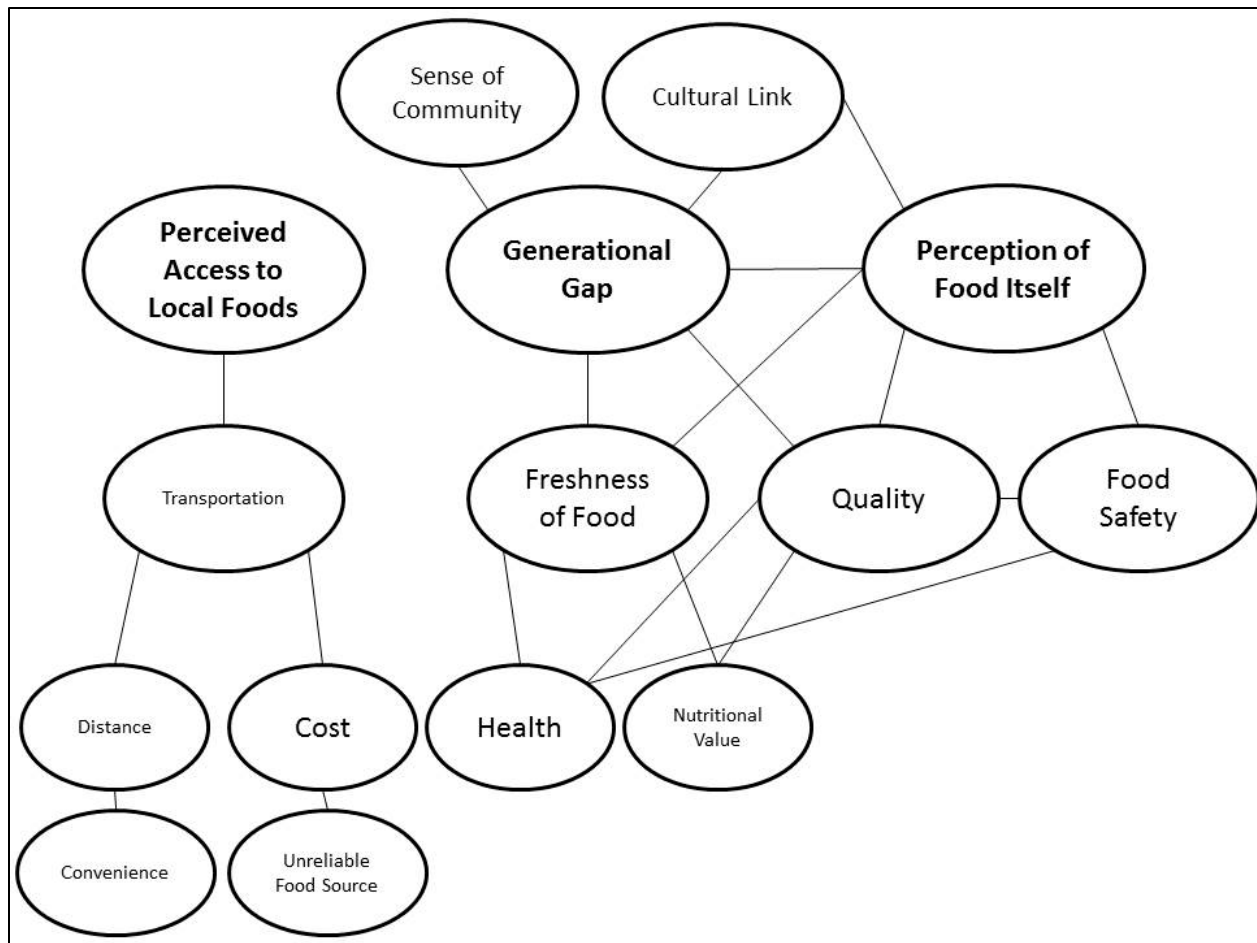 Sense of
Community
Cultural Link
Perceived
Access to
Local Foods
Generational
Gap
Perception of
Food Itself
Transportation
Freshness
of Food
Quality
Food
Safety
Distance
Cost
Health
Nutritional
Value
Convenience
Unreliable
Food Source